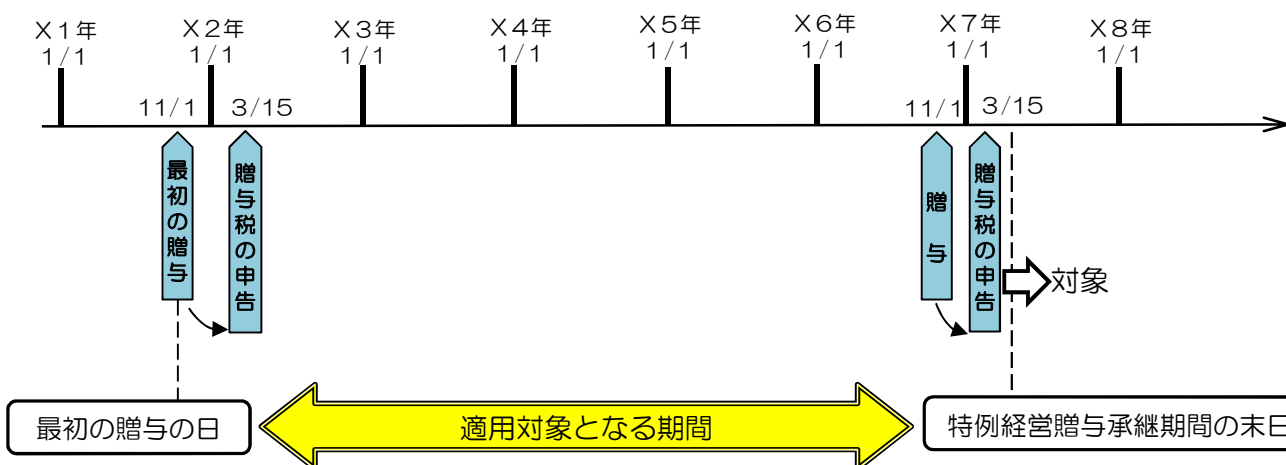 X1年
1/1
X2年
1/1
X3年
1/1
X4年
1/1
X5年
1/1
X6年
1/1
X7年
1/1
X8年
1/1
11/1
3/15
11/1
3/15
最初の贈与
贈与税の申告
贈与
贈与税の申告
対象
最初の贈与の日
適用対象となる期間
特例経営贈与承継期間の末日